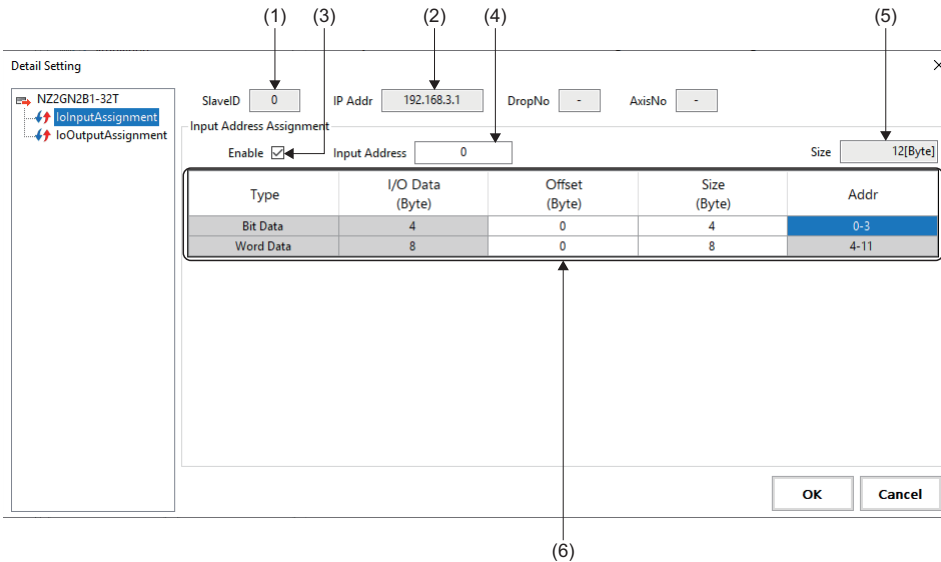 (1) (3) (2) (4) (5)
Detail Setting
NZ2GN2B1-32T
IoInputAssignment
IoOutputAssignment
SlaveID 0 IP Addr 192.168.3.1 DropNo - AxisNo -
Input Address Assignment
Enable Input Address 0 Size 12[Byte]
Type I/O Data (Byte) Offset (Byte) Size (Byte) Addr
Bit Data 4 0 4 0-3
Word Data 8 0 8 4-11
OK Cancel
(6)